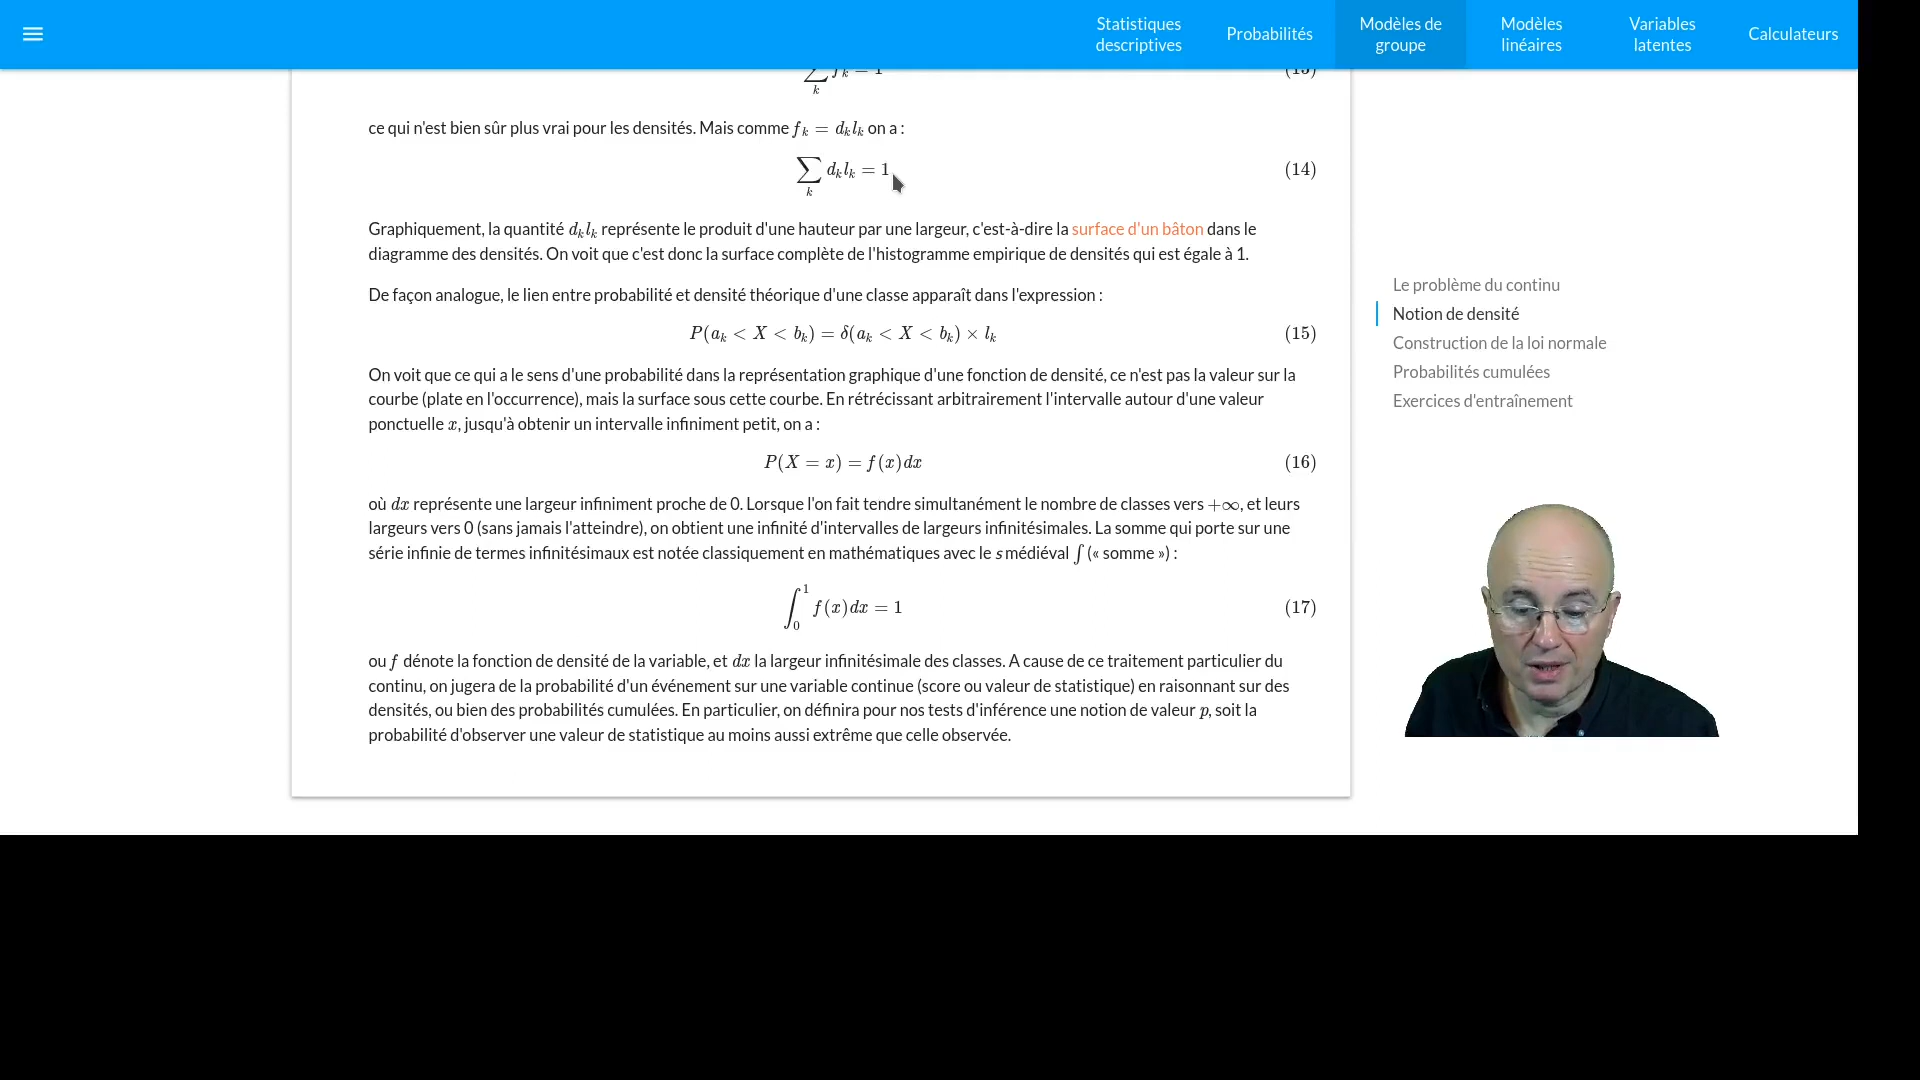 Statistiques descriptives
Probabilités
Modèles de groupe
Modèles linéaires
Variables latentes
Calculateurs
∑_k f_k = 1 (13)
ce qui n'est bien sûr plus vrai pour les densités. Mais comme f_k = d_k l_k on a :
∑_k d_k l_k = 1 (14)
Graphiquement, la quantité d_k l_k représente le produit d'une hauteur par une largeur, c'est-à-dire la surface d'un bâton dans le
diagramme des densités. On voit que c'est donc la surface complète de l'histogramme empirique de densités qui est égale à 1.
De façon analogue, le lien entre probabilité et densité théorique d'une classe apparaît dans l'expression :
P(a_k < X < b_k) = δ(a_k < X < b_k) × l_k (15)
On voit que ce qui a le sens d'une probabilité dans la représentation graphique d'une fonction de densité, ce n'est pas la valeur sur la
courbe (plate en l'occurrence), mais la surface sous cette courbe. En rétrécissant arbitrairement l'intervalle autour d'une valeur
ponctuelle x, jusqu'à obtenir un intervalle infiniment petit, on a :
P(X = x) = f(x)dx (16)
où dx représente une largeur infiniment proche de 0. Lorsque l'on fait tendre simultanément le nombre de classes vers +∞, et leurs
largeurs vers 0 (sans jamais l'atteindre), on obtient une infinité d'intervalles de largeurs infinitésimales. La somme qui porte sur une
série infinie de termes infinitésimaux est notée classiquement en mathématiques avec le s médiéval ∫ (« somme ») :
∫_0^1 f(x)dx = 1 (17)
ou f dénote la fonction de densité de la variable, et dx la largeur infinitésimale des classes. A cause de ce traitement particulier du
continu, on jugera de la probabilité d'un événement sur une variable continue (score ou valeur de statistique) en raisonnant sur des
densités, ou bien des probabilités cumulées. En particulier, on définira pour nos tests d'inférence une notion de valeur p, soit la
probabilité d'observer une valeur de statistique au moins aussi extrême que celle observée.
Le problème du continu
Notion de densité
Construction de la loi normale
Probabilités cumulées
Exercices d'entraînement